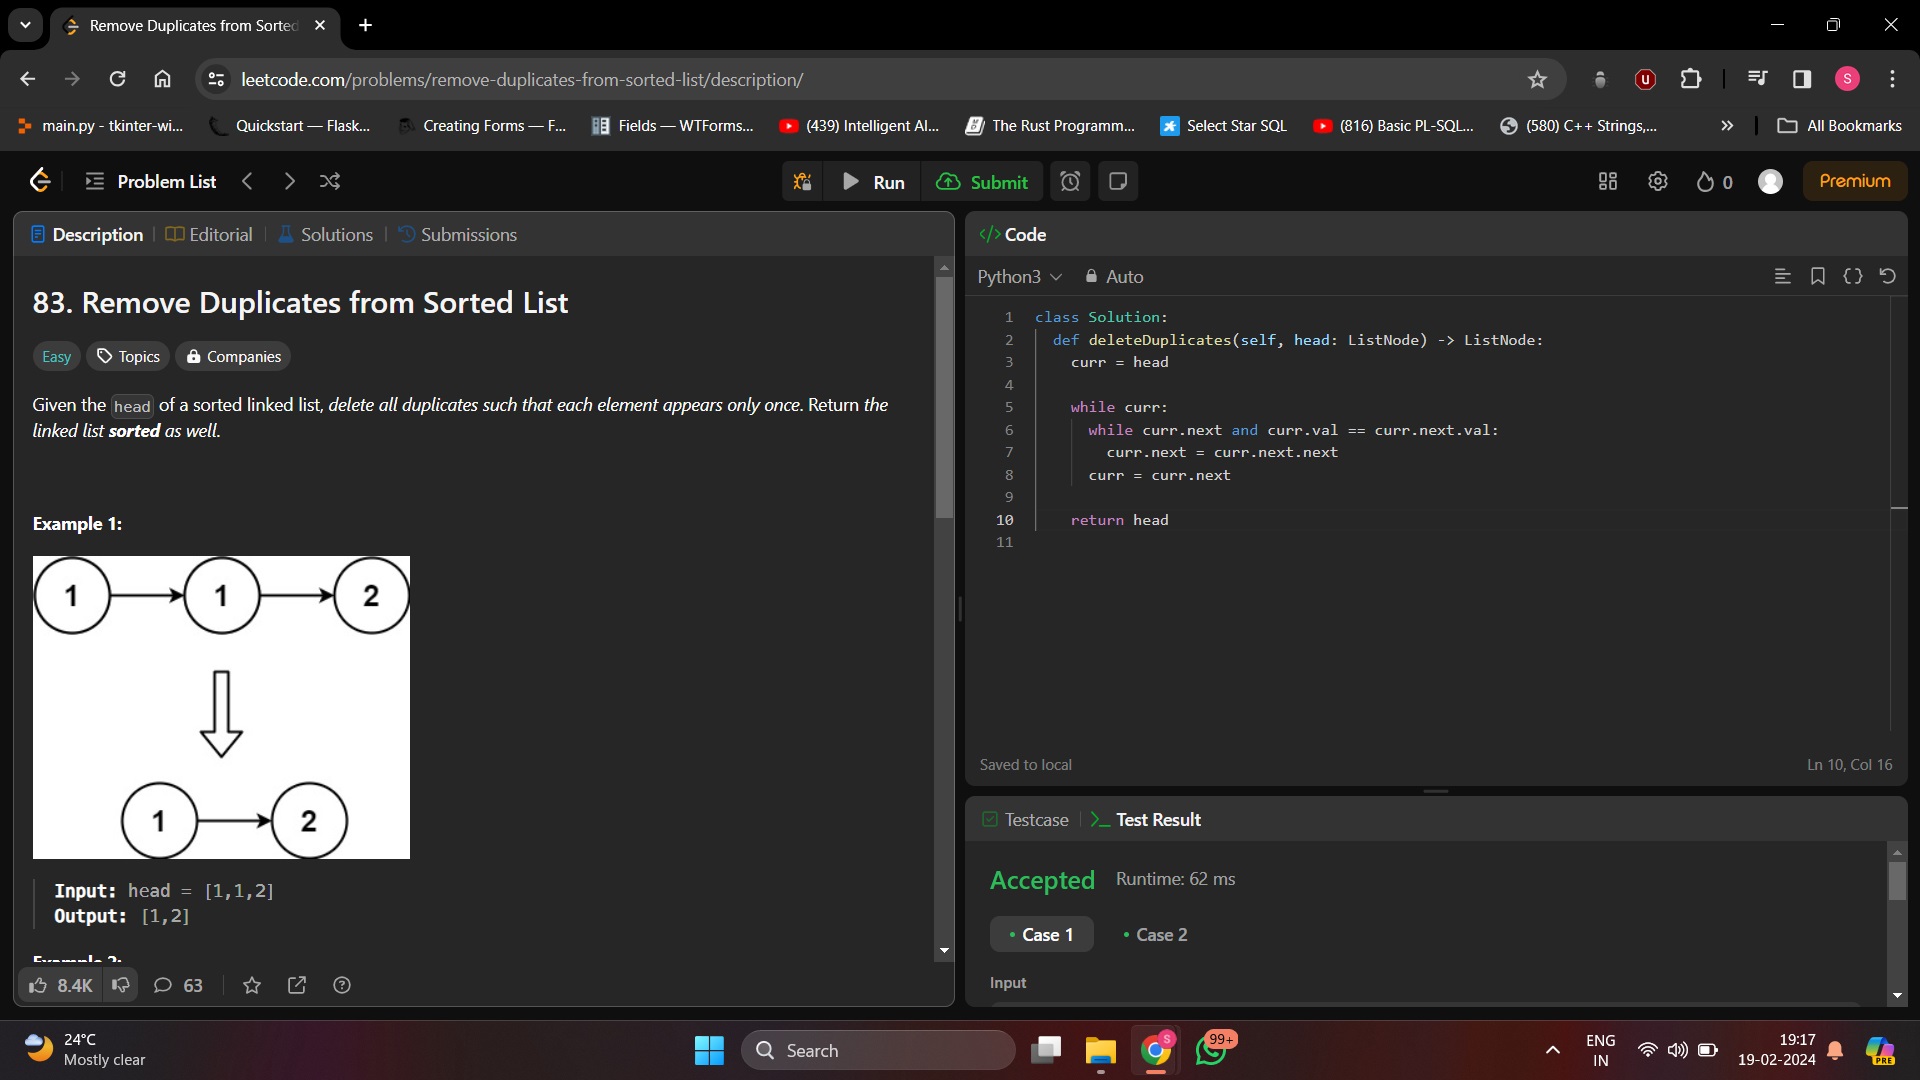 Remove Duplicates from Sorted
leetcode.com/problems/remove-duplicates-from-sorted-list/description/
U
S
main.py - tkinter-wi...
Quickstart — Flask...
Creating Forms — F...
Fields — WTForms...
(439) Intelligent Al...
The Rust Programm...
Select Star SQL
(816) Basic PL-SQL...
(580) C++ Strings,...
All Bookmarks
Problem List
Run
Submit
0
Premium
Description
Editorial
Solutions
Submissions
83. Remove Duplicates from Sorted List
Easy
Topics
Companies
Given the head of a sorted linked list, delete all duplicates such that each element appears only once. Return the
linked list sorted as well.
Example 1:
1 1 2
1 2
Input: head = [1,1,2]
Output: [1,2]
Example 2:
8.4K
63
</> Code
Python3
Auto
1 class Solution:
2 def deleteDuplicates(self, head: ListNode) -> ListNode:
3 curr = head
4
5 while curr:
6 while curr.next and curr.val == curr.next.val:
7 curr.next = curr.next.next
8 curr = curr.next
9
10 return head
11
Saved to local
Ln 10, Col 16
Testcase
Test Result
Accepted
Runtime: 62 ms
Case 1
Case 2
Input
24°C
Mostly clear
Search
S
99+
ENG
IN
19:17
19-02-2024
PRE